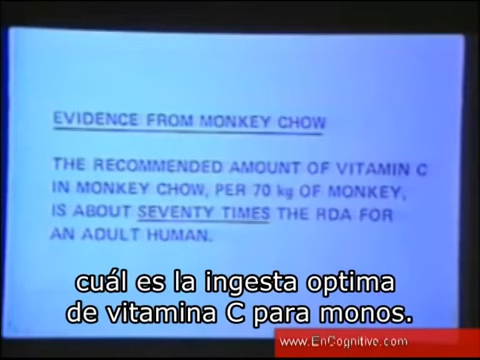 EVIDENCE FROM MONKEY CHOW
THE RECOMMENDED AMOUNT OF VITAMIN C
IN MONKEY CHOW, PER 70 kg OF MONKEY,
IS ABOUT SEVENTY TIMES THE RDA FOR
AN ADULT HUMAN.
cuál es la ingesta optima
de vitamina C para monos.
www.EnCognitive.com